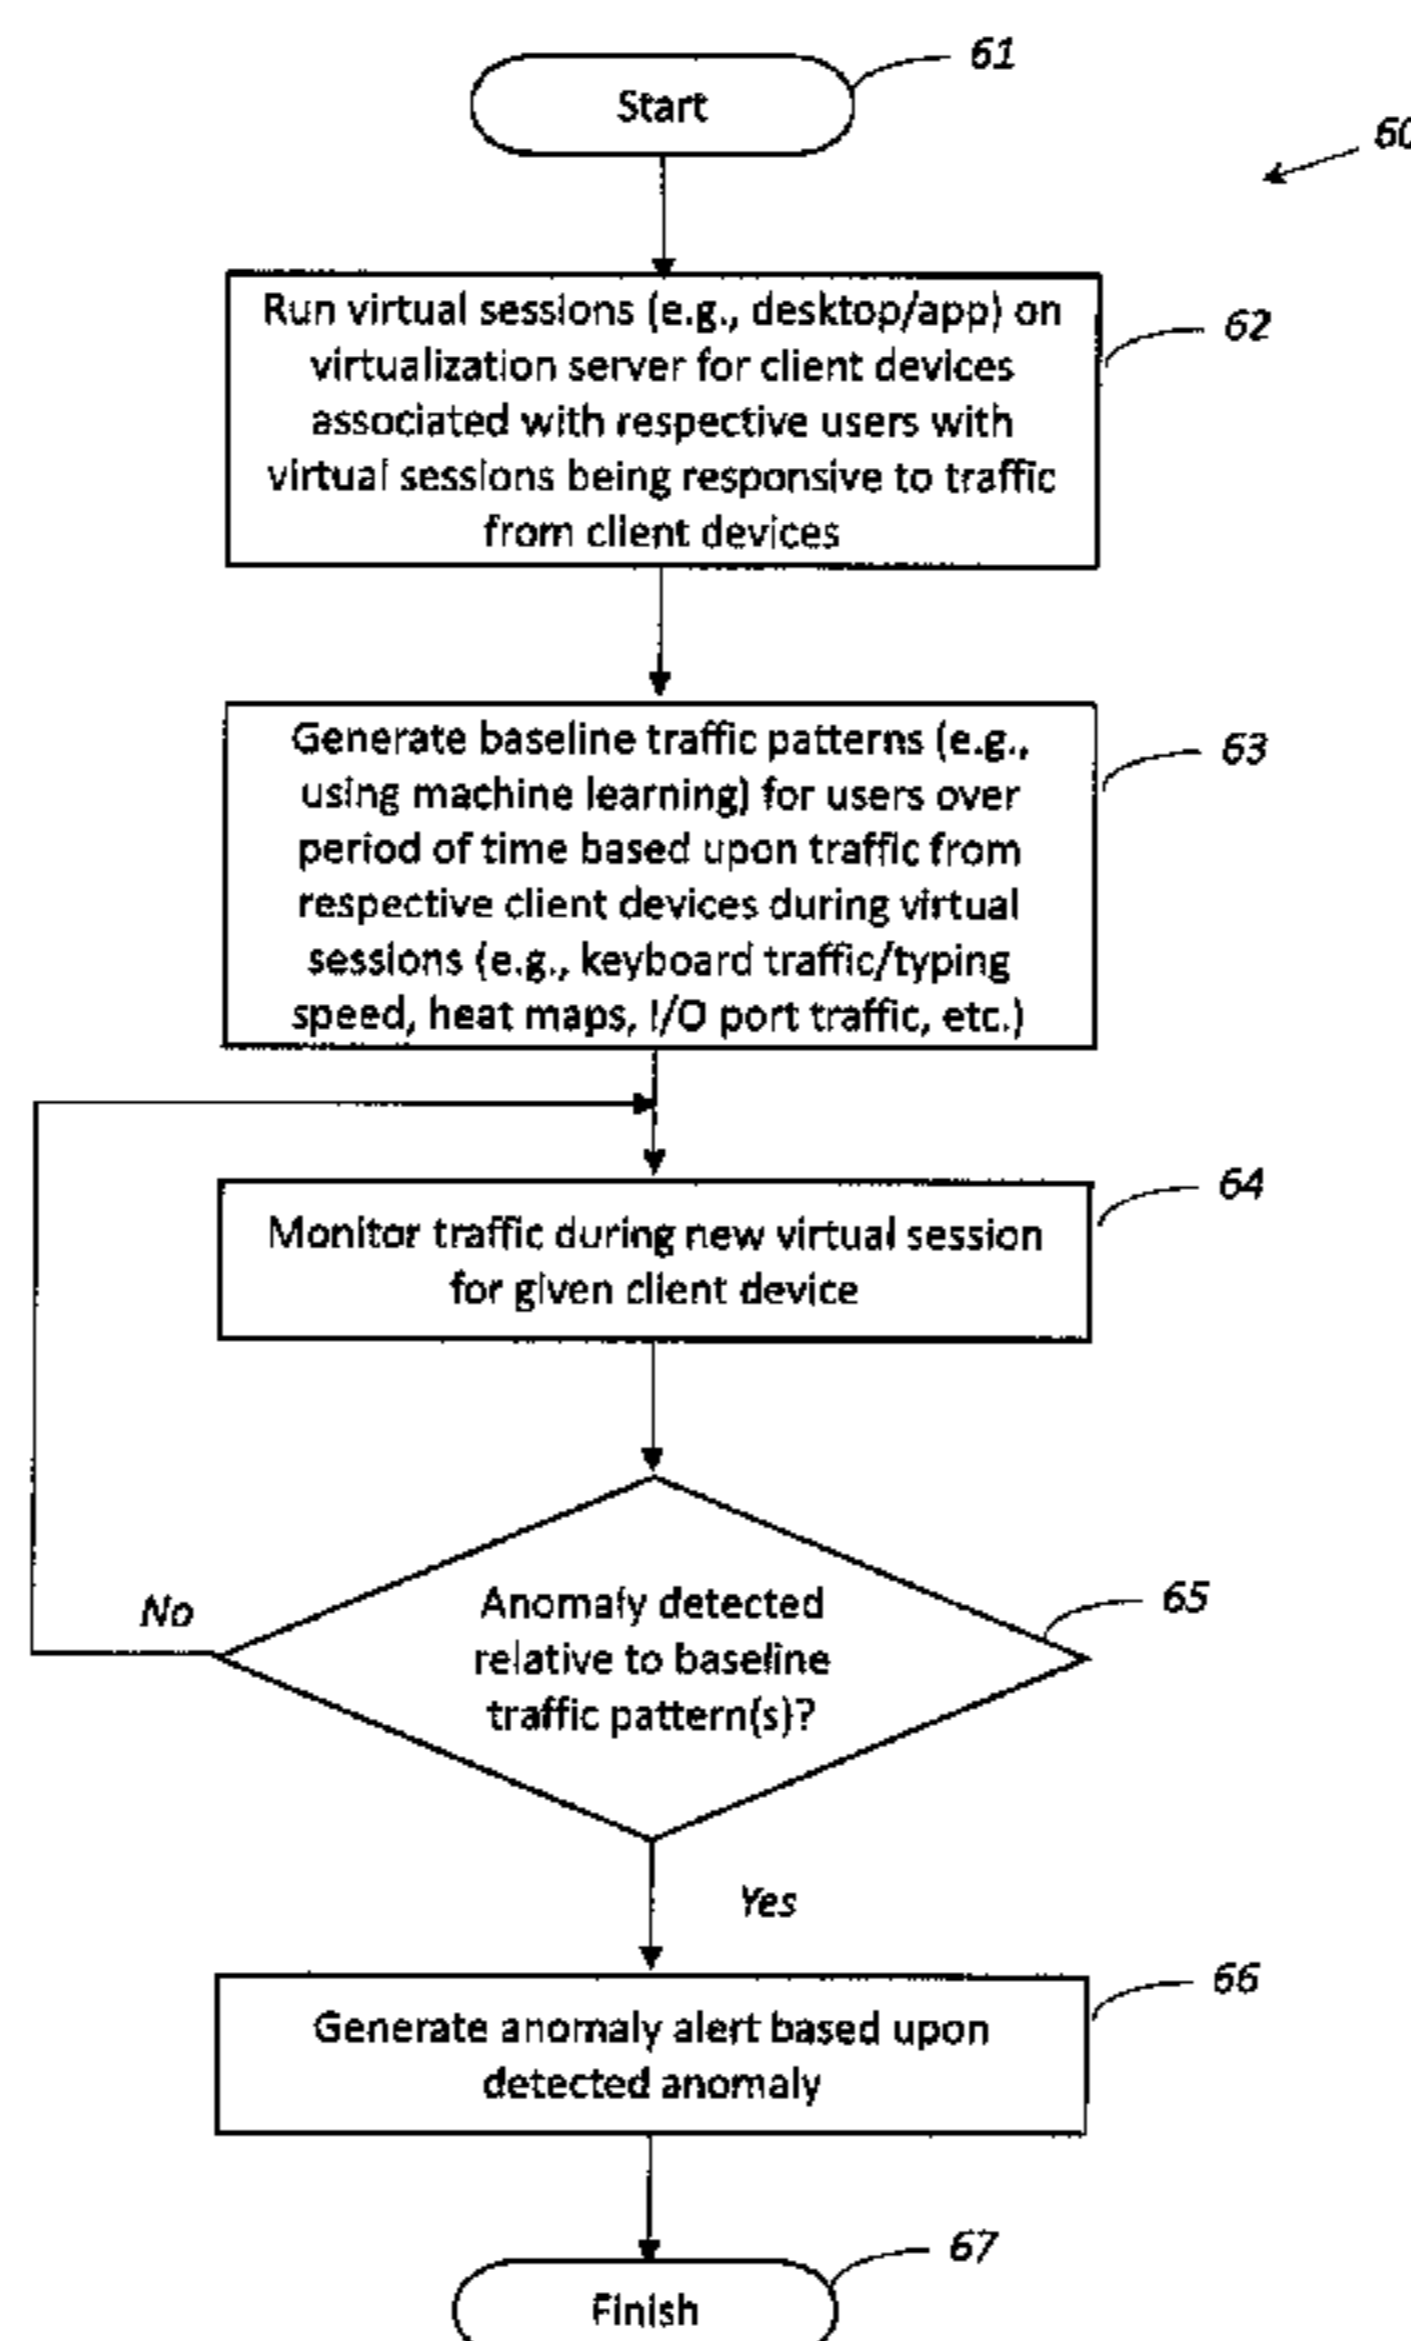 61
Start
60
Run virtual sessions (e.g., desktop/app) on
virtualization server for client devices
associated with respective users with
virtual sessions being responsive to traffic
from client devices
62
Generate baseline traffic patterns (e.g.,
using machine learning) for users over
period of time based upon traffic from
respective client devices during virtual
sessions (e.g., keyboard traffic/typing
speed, heat maps, I/O port traffic, etc.)
63
64
Monitor traffic during new virtual session
for given client device
Anomaly detected
relative to baseline
traffic pattern(s)?
65
No
Yes
66
Generate anomaly alert based upon
detected anomaly
67
Finish